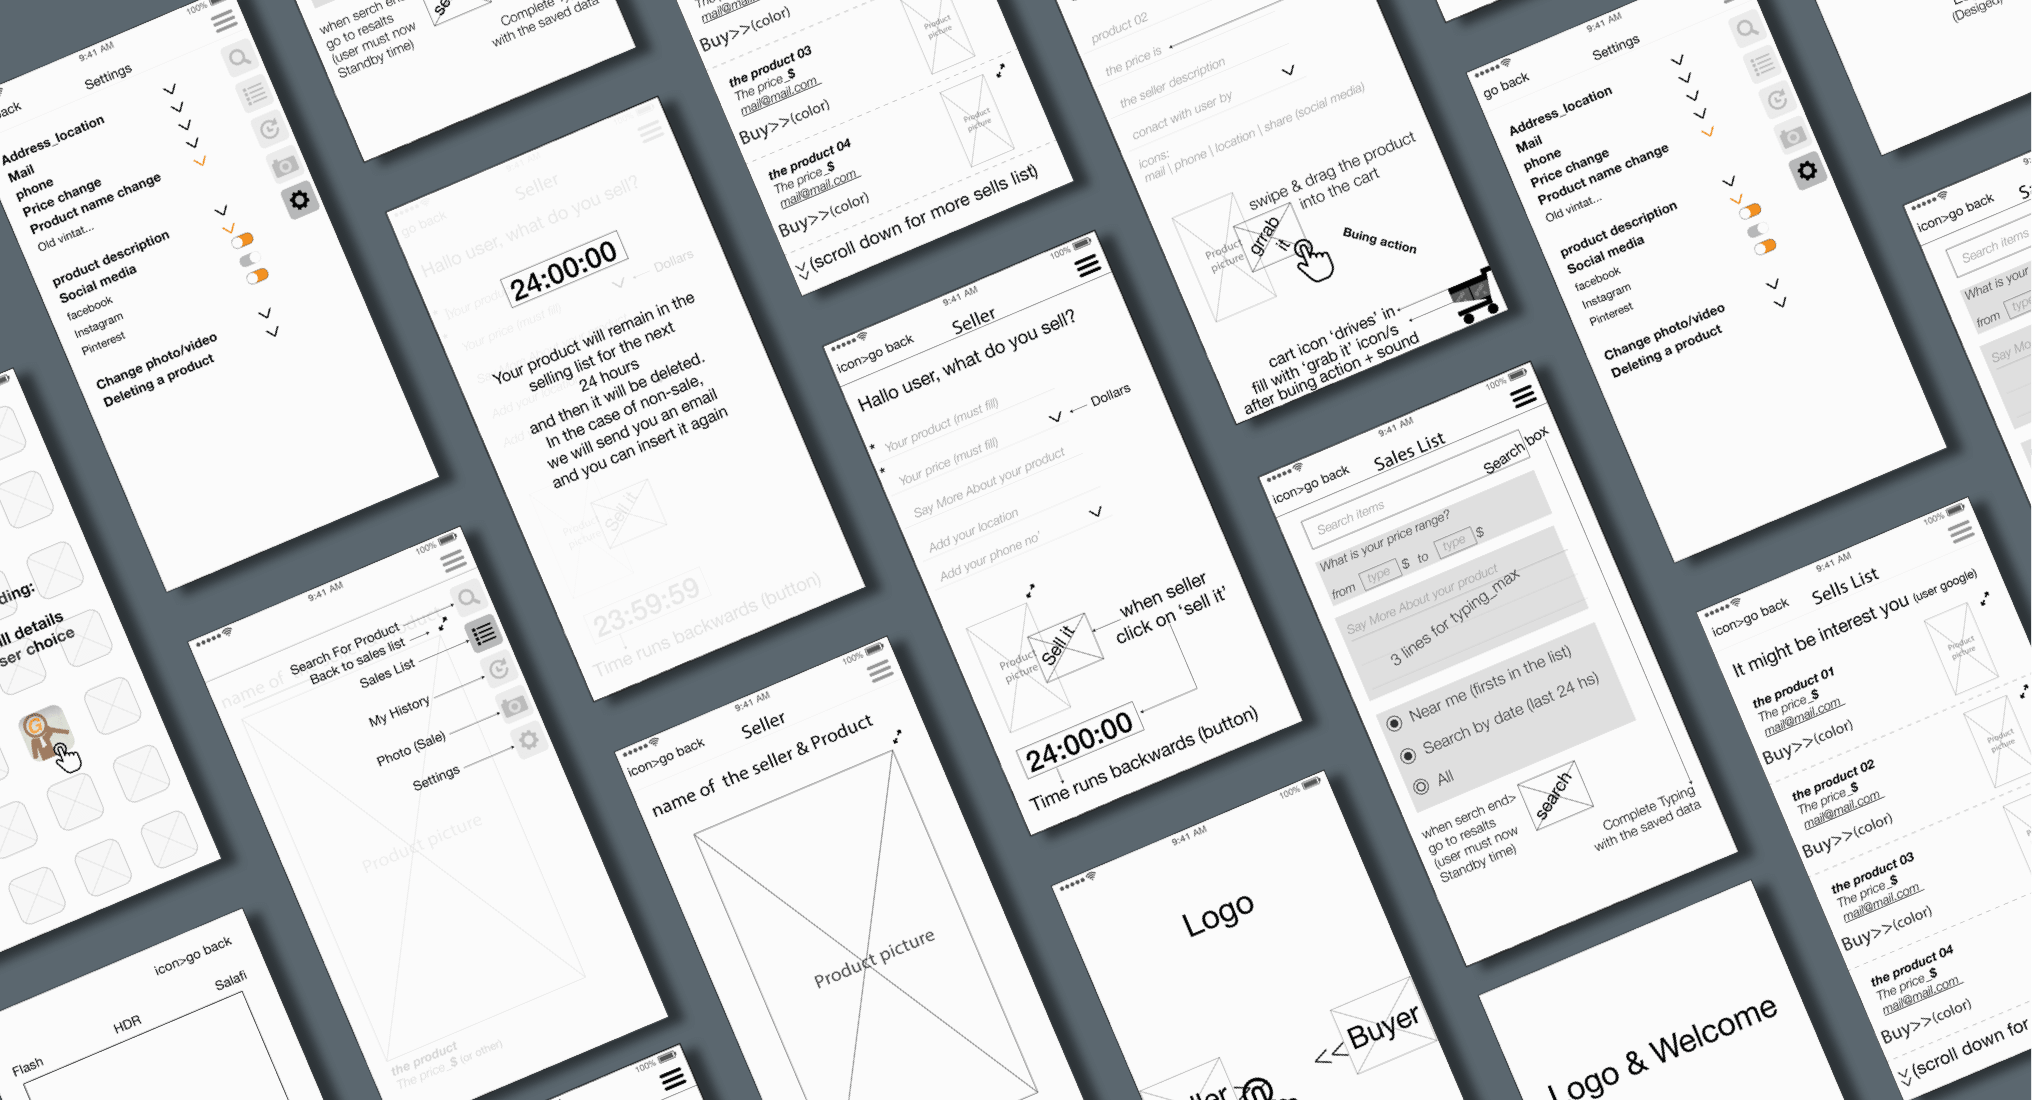 9:41 AM
100%
Settings
back
Address_location
Mail
phone
Price change
Product name change
Old vintat...
product description
Social media
facebook
Instagram
Pinterest
Change photo/video
Deleting a product
when serch end
go to resalts
(user must now
Standby time)
Complete Ty
with the saved data
go back
Seller
Hallo user, what do you sell?
24:00:00
Dollars
Your price (must fill)
Your product will remain in the
selling list for the next
24 hours
and then it will be deleted.
In the case of non-sale,
we will send you an email
and you can insert it again
Sell it
23:59:59
Time runs backwards (button)
mail@mail.com
Buy>>(color)
Product
picture
the product 03
The price_$
mail@mail.com
Buy>>(color)
Product
picture
the product 04
The price_$
mail@mail.com
Buy>>(color)
(scroll down for more sells list)
product 02
the price is
the seller description
conact with user by
icons:
mail | phone | location | share (social media)
swipe & drag the product
into the cart
Product
picture
grrab
it
Buing action
cart icon ‘drives’ in
fill with ‘grab it’ icon/s
after buing action + sound
9:41 AM
100%
icon>go back
Seller
Hallo user, what do you sell?
* Your product (must fill)
* Your price (must fill)
Dollars
Say More About your product
Add your location
Add your phone no'
Product
picture
Sell it
when seller
click on ‘sell it’
24:00:00
Time runs backwards (button)
9:41 AM
go back
Settings
Address_location
Mail
phone
Price change
Product name change
Old vintat...
product description
Social media
facebook
Instagram
Pinterest
Change photo/video
Deleting a product
(Desiged)
icon>go back
Search items
What is your
from type
Say Mo
9:41 AM
100%
icon>go back
Sales List
Search box
Search items
What is your price range?
from type $ to type $
Say More About your product
3 lines for typing_max
Near me (firsts in the list)
Search by date (last 24 hs)
All
when serch end>
go to resalts
(user must now
Standby time)
search
Complete Typing
with the saved data
9:41 AM
100%
icon>go back
Sells List
It might be interest you (user google)
the product 01
The price_$
mail@mail.com
Buy>>(color)
Product
picture
the product 02
The price_$
mail@mail.com
Buy>>(color)
Product
picture
the product 03
The price_$
mail@mail.com
Buy>>(color)
the product 04
The price_$
mail@mail.com
Buy>>(color)
(scroll down for
ding:
ll details
ser choice
G
9:41 AM
100%
name of
Search For Product
Back to sales list
Sales List
My History
Photo (Sale)
Settings
Product picture
the product
The price_$ (or other)
9:41 AM
100%
icon>go back
Seller
name of the seller & Product
Product picture
9:41 AM
100%
Logo
<<Buyer
ller>
Logo & Welcome
icon>go back
Salafi
HDR
Flash
100%